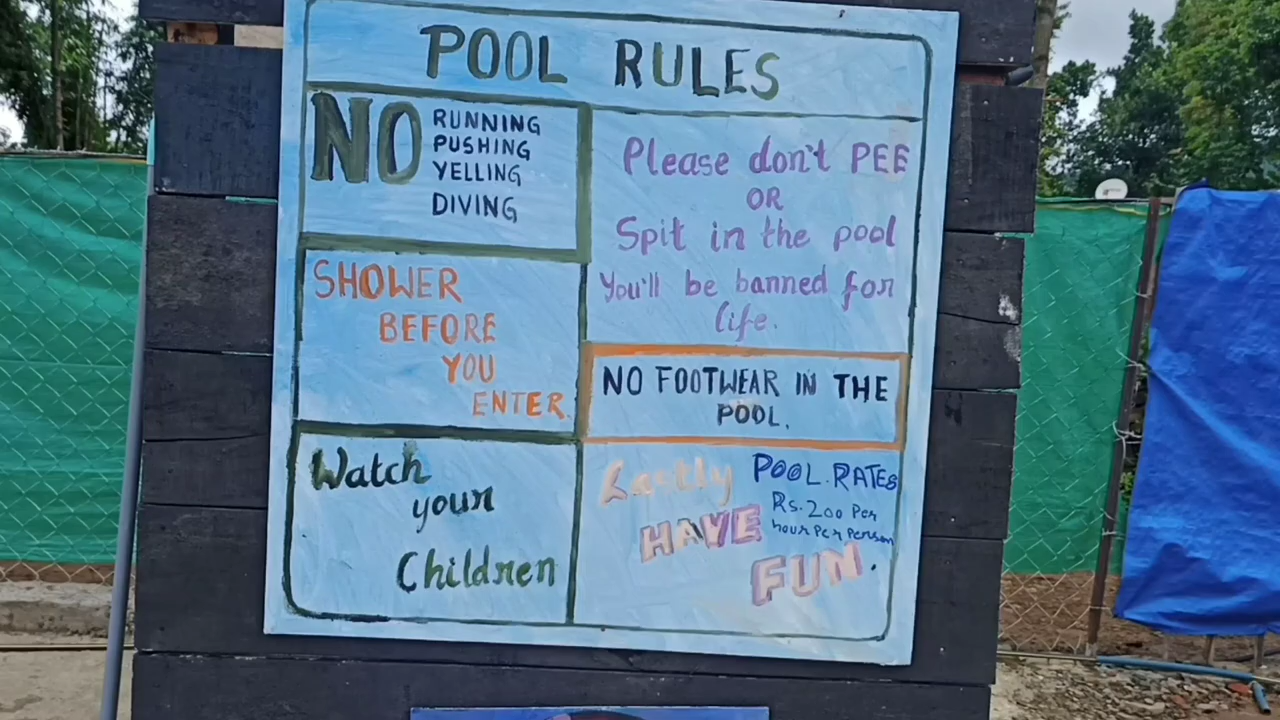 POOL RULES
NO
RUNNING
PUSHING
YELLING
DIVING
SHOWER
BEFORE
YOU
ENTER.
Watch
your
Children
Please don't PEE
OR
Spit in the pool
You'll be banned for
life.
NO FOOTWEAR IN THE
POOL.
Lastly
HAVE
FUN.
POOL.RATES
Rs.200 Per
hour Per Person